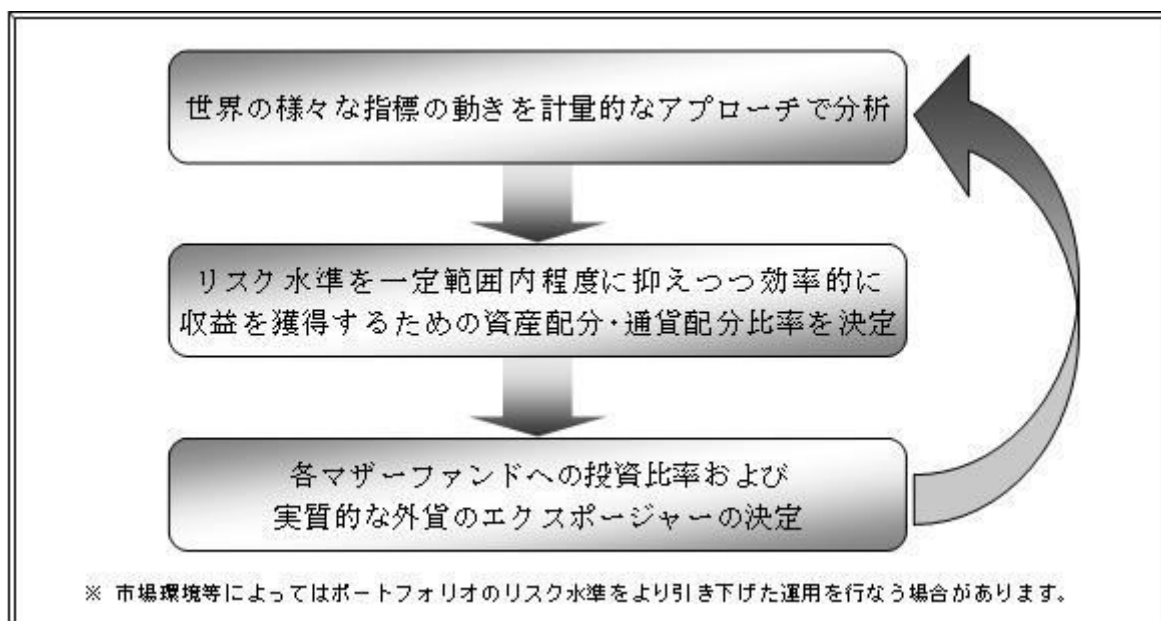 世界の様々な指標の動きを計量的なアプローチで分析
リスク水準を一定範囲内程度に抑えつつ効率的に
収益を獲得するための資産配分・通貨配分比率を決定
各マザーファンドへの投資比率および
実質的な外貨のエクスポージャーの決定
※ 市場環境等によってはポートフォリオのリスク水準をより引き下げた運用を行なう場合があります。